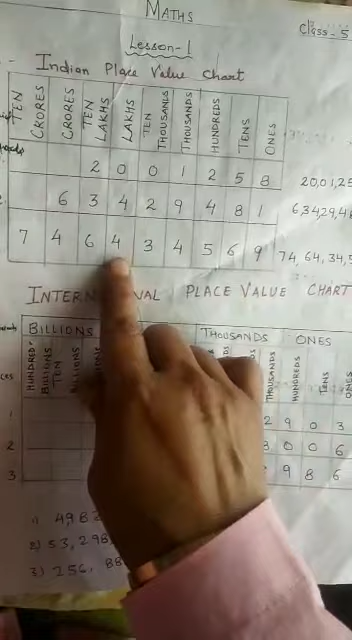 MATHS
Lesson-1
Class-5
Indian Place Value Chart
TEN CRORES CRORES TEN LAKHS LAKHS TEN THOUSANDS THOUSANDS HUNDREDS TENS ONES
2 0 0 1 2 5 8 20,01,25
6 3 4 2 9 4 8 1 6,34,29,4
7 4 6 4 3 4 5 6 9 74,64,34,5
PLACE VALUE CHART
BILLIONS THOUSANDS ONES
HUNDRED BILLIONS TEN BILLIONS THOUSANDS HUNDREDS TENS ONES
1 2 9 0 3
2 3 0 0 6
3 9 8 6
1) 4982
2) 53,298
3) 256, 88